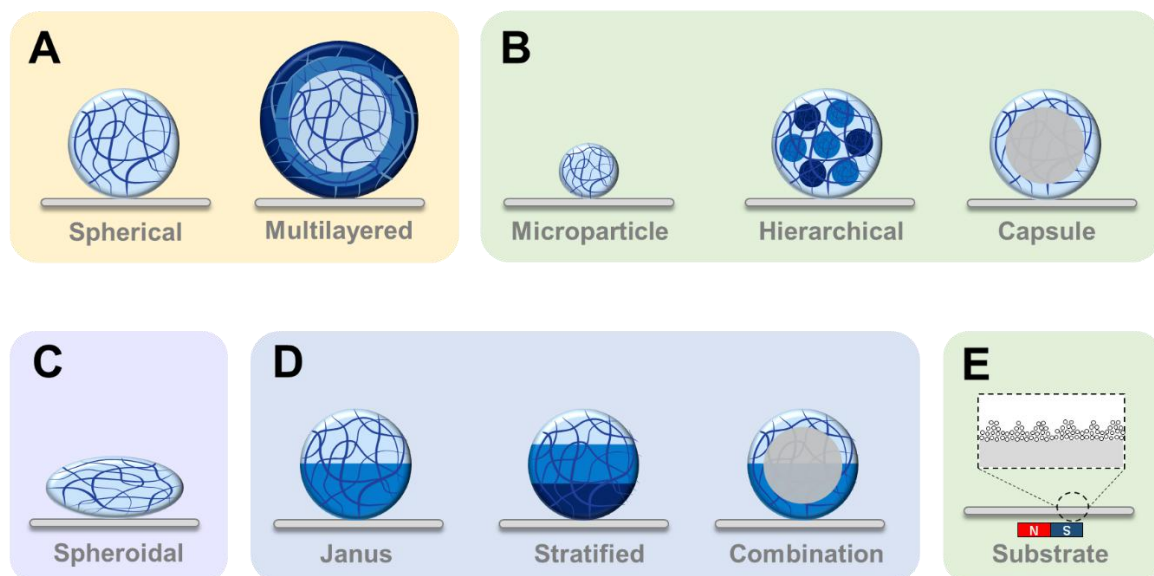 A
B
Spherical
Multilayered
Microparticle
Hierarchical
Capsule
C
D
E
N S
Spheroidal
Janus
Stratified
Combination
Substrate